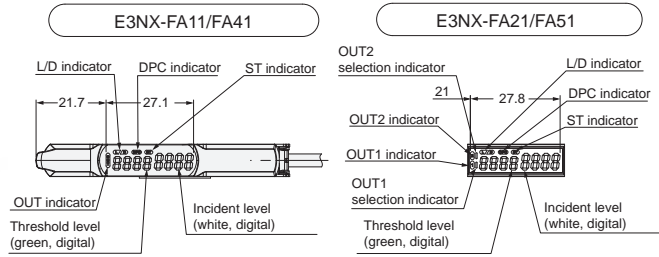 E3NX-FA11/FA41
L/D indicator
DPC indicator
ST indicator
21.7
27.1
OUT indicator
Threshold level
(green, digital)
Incident level
(white, digital)
E3NX-FA21/FA51
OUT2
selection indicator
L/D indicator
DPC indicator
21
27.8
ST indicator
OUT2 indicator
OUT1 indicator
OUT1
selection indicator
Threshold level
(green, digital)
Incident level
(white, digital)